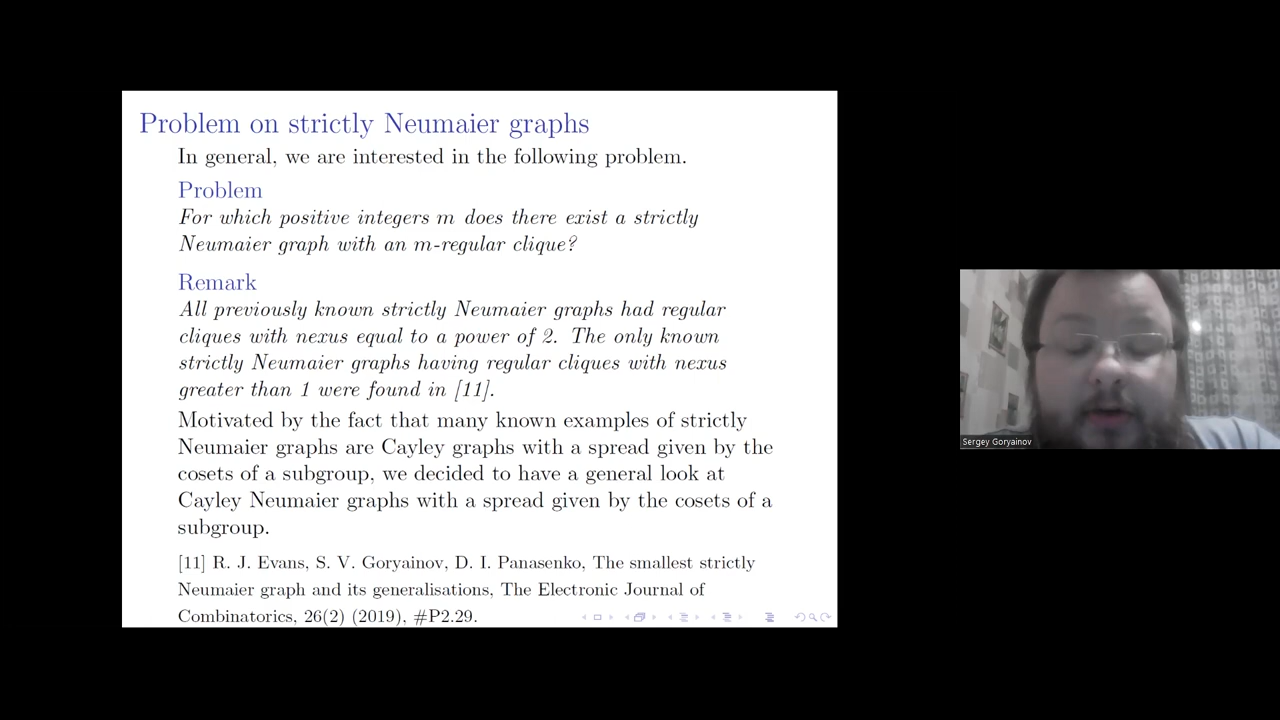 Problem on strictly Neumaier graphs
In general, we are interested in the following problem.
Problem
For which positive integers m does there exist a strictly
Neumaier graph with an m-regular clique?
Remark
All previously known strictly Neumaier graphs had regular
cliques with nexus equal to a power of 2. The only known
strictly Neumaier graphs having regular cliques with nexus
greater than 1 were found in [11].
Motivated by the fact that many known examples of strictly
Neumaier graphs are Cayley graphs with a spread given by the
cosets of a subgroup, we decided to have a general look at
Cayley Neumaier graphs with a spread given by the cosets of a
subgroup.
[11] R. J. Evans, S. V. Goryainov, D. I. Panasenko, The smallest strictly
Neumaier graph and its generalisations, The Electronic Journal of
Combinatorics, 26(2) (2019), #P2.29.
Sergey Goryainov